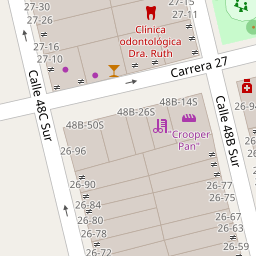 27-31
27-26
27-16
27-10
27-15
27-11
Clinica
odontológica
Dra. Ruth
Carrera 27
Calle 48C Sur
48B-50S
48B-26S
48B-14S
"Crooper
Pan"
Calle 48B Sur
26-96
26-90
26-84
26-80
26-78
26-72
26-77
26-75
26-67
26-63
26-59